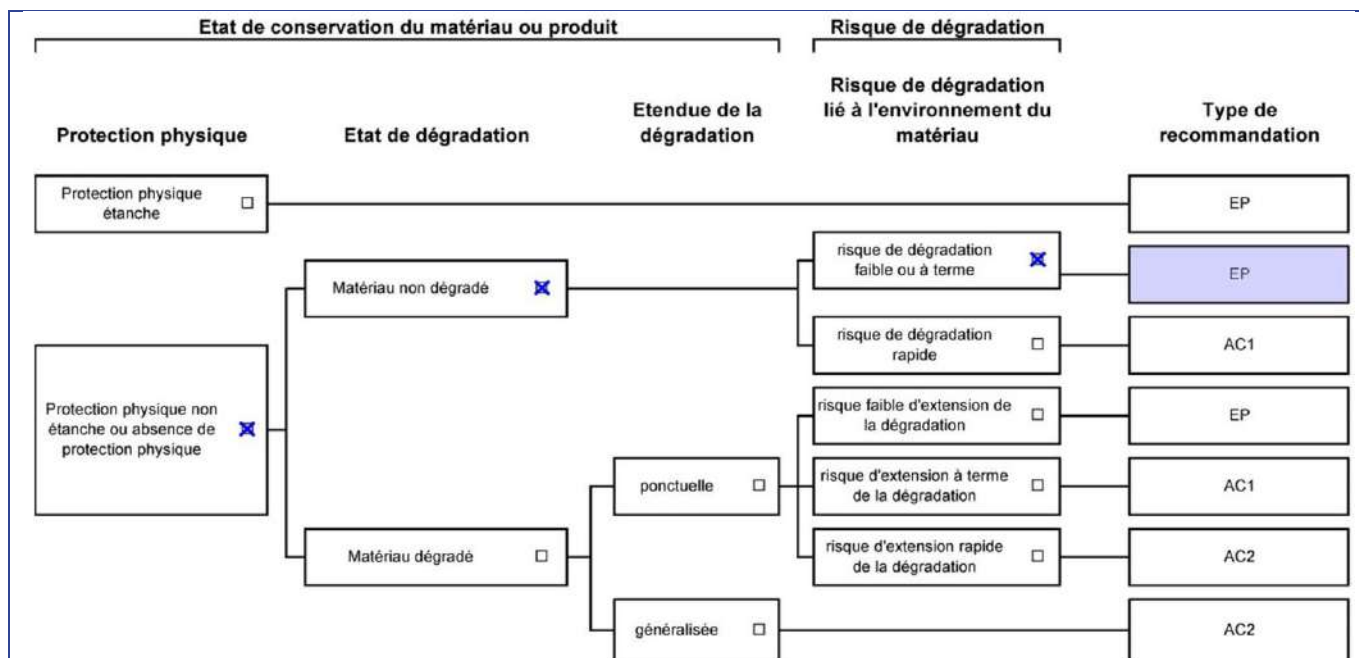 Etat de conservation du matériau ou produit
Risque de dégradation
Protection physique
Etat de dégradation
Etendue de la
dégradation
Risque de dégradation
lié à l'environnement du
matériau
Type de
recommandation
Protection physique
étanche
EP
risque de dégradation
faible ou à terme
EP
Matériau non dégradé
risque de dégradation
rapide
AC1
Protection physique non
étanche ou absence de
protection physique
risque faible d'extension de
la dégradation
EP
ponctuelle
risque d'extension à terme
de la dégradation
AC1
Matériau dégradé
risque d'extension rapide
de la dégradation
AC2
généralisée
AC2